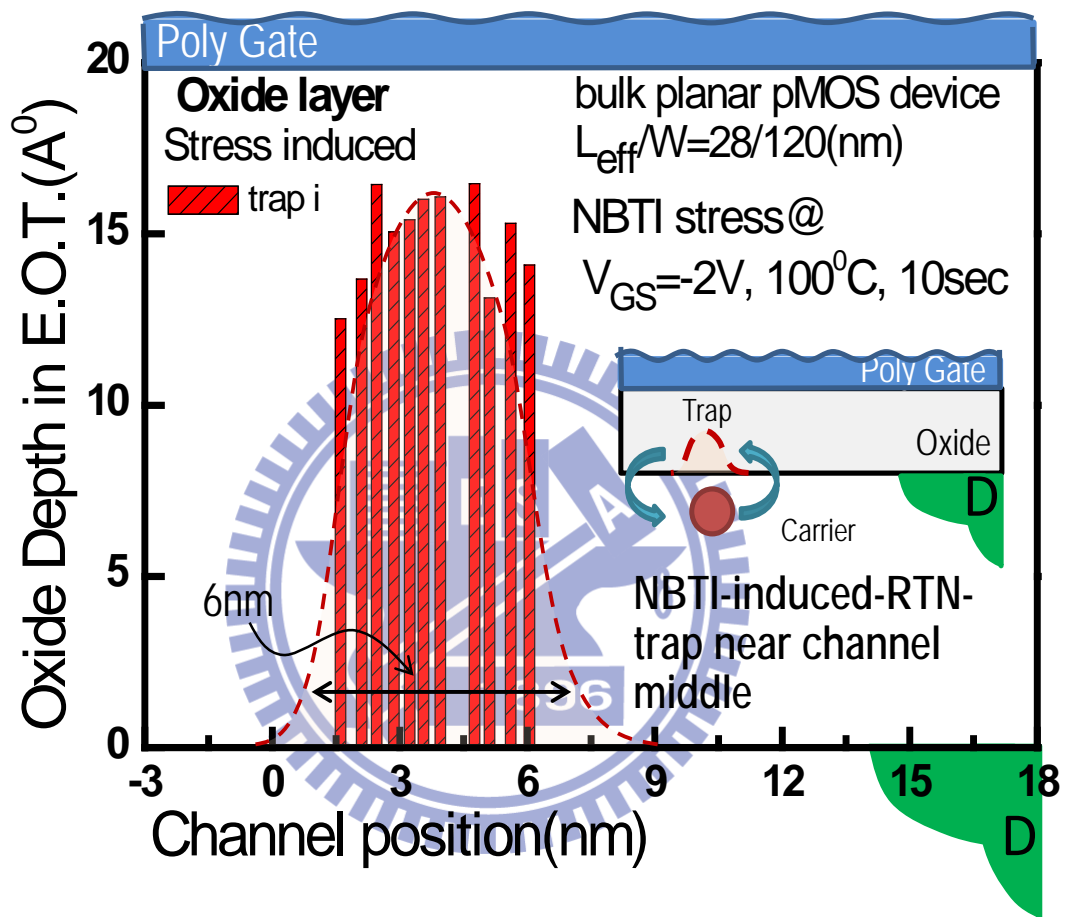 Poly Gate
20
Oxide layer
Stress induced
trap i
bulk planar pMOS device
Leff/W=28/120(nm)
NBTI stress@
VGS=-2V, 100⁰C, 10sec
15
10
5
0
Oxide Depth in E.O.T.(A⁰)
Poly Gate
Trap
Oxide
D
Carrier
NBTI-induced-RTN-
trap near channel
middle
6nm
-3 0 3 6 9 12 15 18
Channel position(nm)
D